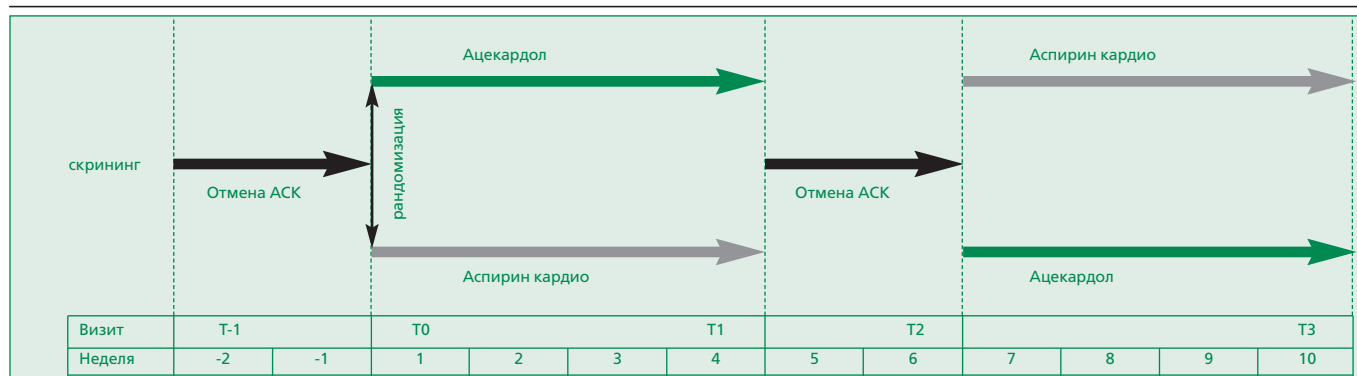 Ацекардол
Аспирин кардио
рандомизация
скрининг
Отмена АСК
Отмена АСК
Аспирин кардио
Ацекардол
Визит T-1 T0 T1 T2 T3
Неделя -2 -1 1 2 3 4 5 6 7 8 9 10